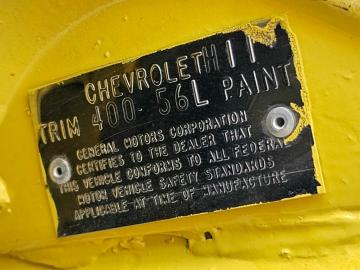 CHEVROLET H11
TRIM 400-56L PAINT
GENERAL MOTORS CORPORATION
CERTIFIES TO THE DEALER THAT
THIS VEHICLE CONFORMS TO ALL FEDERAL
MOTOR VEHICLE SAFETY STANDARDS
APPLICABLE AT TIME OF MANUFACTURE